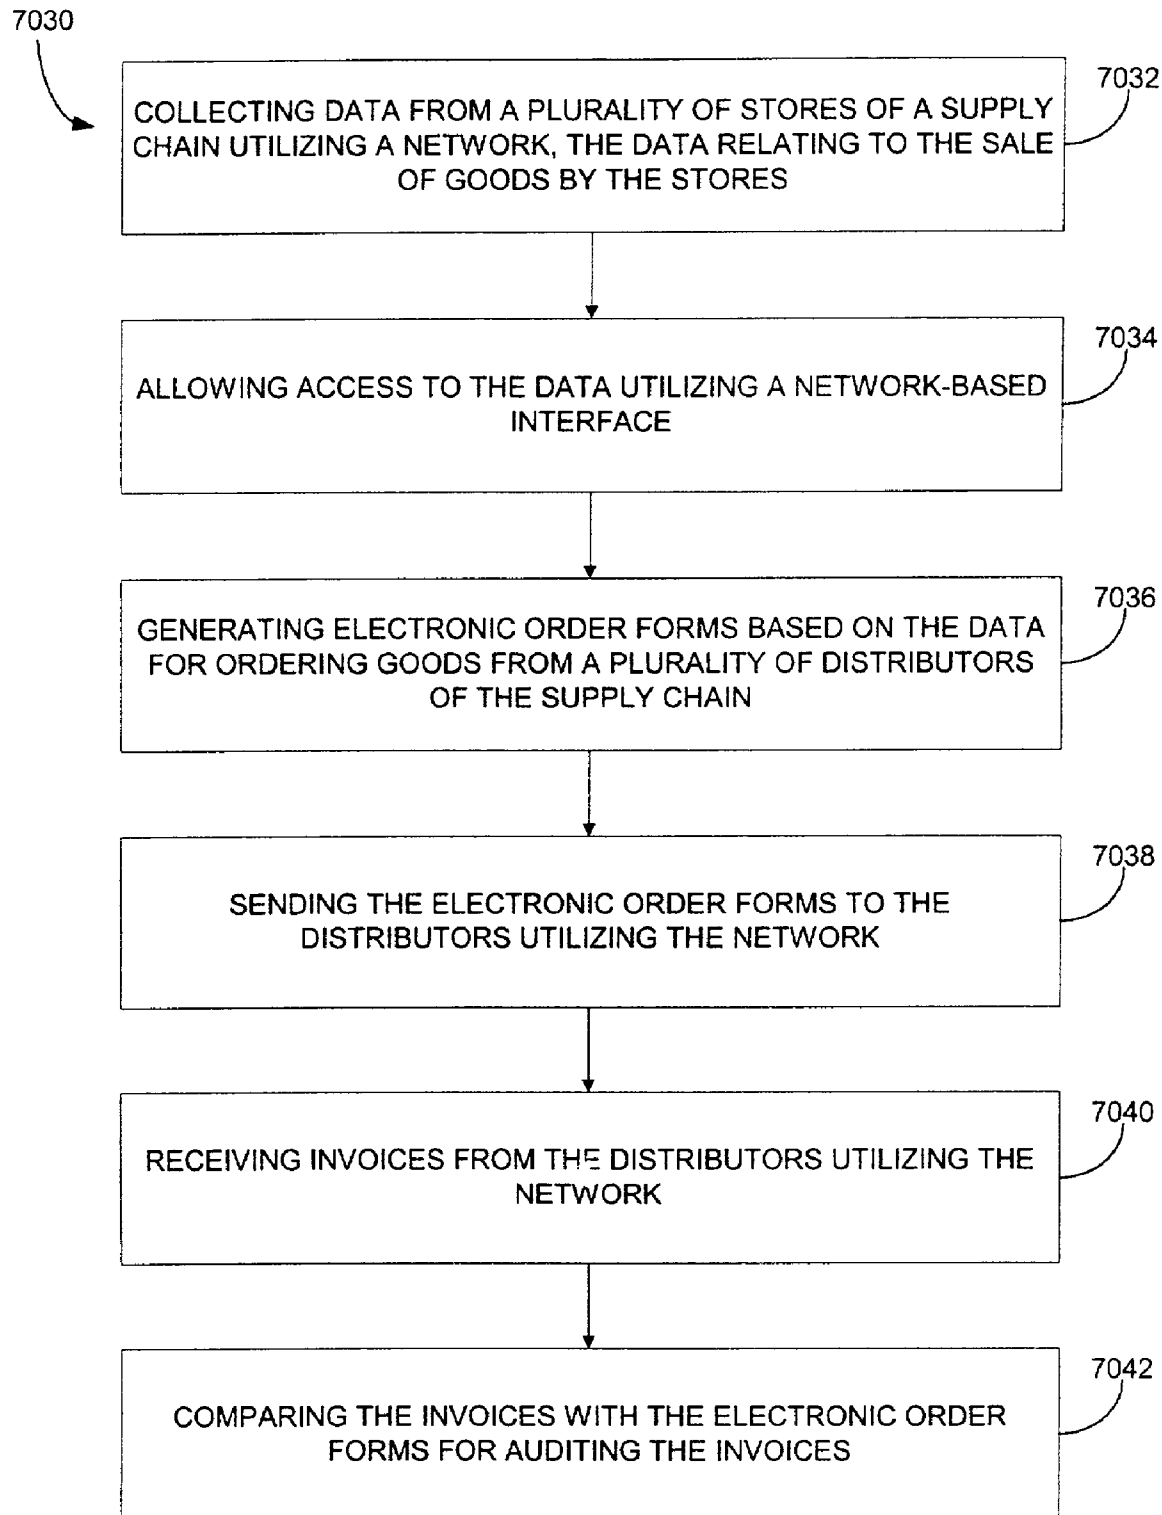 7030
7032
COLLECTING DATA FROM A PLURALITY OF STORES OF A SUPPLY
CHAIN UTILIZING A NETWORK, THE DATA RELATING TO THE SALE
OF GOODS BY THE STORES
7034
ALLOWING ACCESS TO THE DATA UTILIZING A NETWORK-BASED
INTERFACE
7036
GENERATING ELECTRONIC ORDER FORMS BASED ON THE DATA
FOR ORDERING GOODS FROM A PLURALITY OF DISTRIBUTORS
OF THE SUPPLY CHAIN
7038
SENDING THE ELECTRONIC ORDER FORMS TO THE
DISTRIBUTORS UTILIZING THE NETWORK
7040
RECEIVING INVOICES FROM THE DISTRIBUTORS UTILIZING THE
NETWORK
7042
COMPARING THE INVOICES WITH THE ELECTRONIC ORDER
FORMS FOR AUDITING THE INVOICES